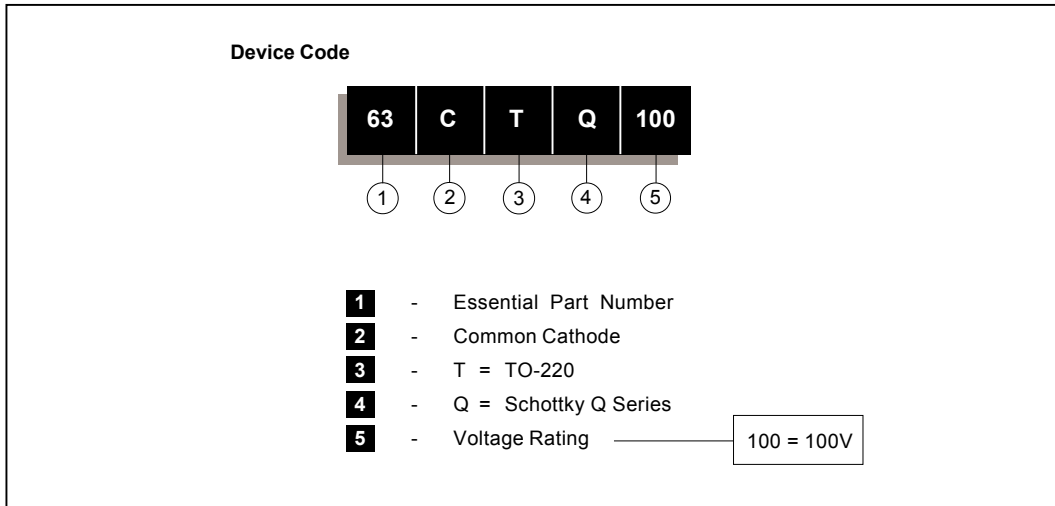 Device Code
63 C T Q 100
1 2 3 4 5
1 - Essential Part Number
2 - Common Cathode
3 - T = TO-220
4 - Q = Schottky Q Series
5 - Voltage Rating 100 = 100V